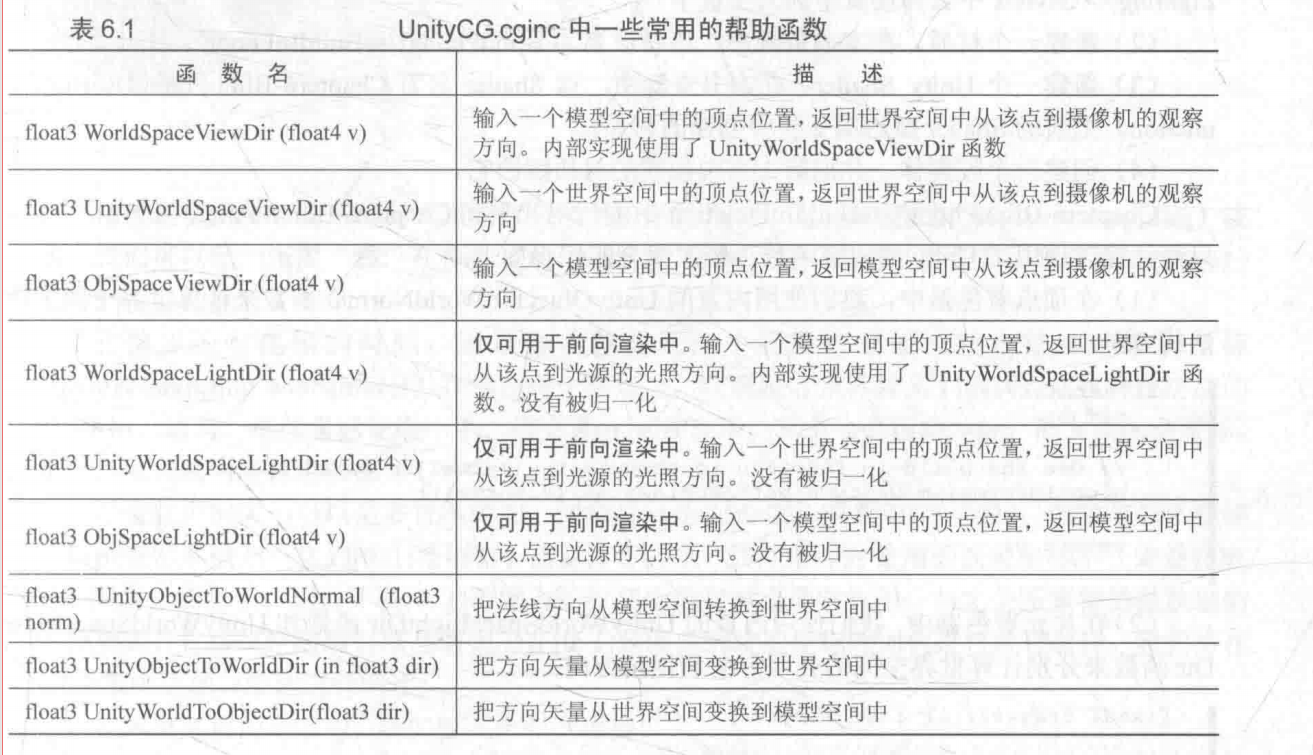 表 6.1 UnityCG.cginc 中一些常用的帮助函数
函 数 名 描 述
float3 WorldSpaceViewDir (float4 v)
输入一个模型空间中的顶点位置，返回世界空间中从该点到摄像机的观察
方向。内部实现使用了 UnityWorldSpaceViewDir 函数
float3 UnityWorldSpaceViewDir (float4 v)
输入一个世界空间中的顶点位置，返回世界空间中从该点到摄像机的观察
方向
float3 ObjSpaceViewDir (float4 v)
输入一个模型空间中的顶点位置，返回模型空间中从该点到摄像机的观察
方向
float3 WorldSpaceLightDir (float4 v)
仅可用于前向渲染中。输入一个模型空间中的顶点位置，返回世界空间中
从该点到光源的光照方向。内部实现使用了 UnityWorldSpaceLightDir 函
数。没有被归一化
float3 UnityWorldSpaceLightDir (float4 v)
仅可用于前向渲染中。输入一个世界空间中的顶点位置，返回世界空间中
从该点到光源的光照方向。没有被归一化
float3 ObjSpaceLightDir (float4 v)
仅可用于前向渲染中。输入一个模型空间中的顶点位置，返回模型空间中
从该点到光源的光照方向。没有被归一化
float3 UnityObjectToWorldNormal (float3
norm)
把法线方向从模型空间转换到世界空间中
float3 UnityObjectToWorldDir (in float3 dir)
把方向矢量从模型空间变换到世界空间中
float3 UnityWorldToObjectDir(float3 dir)
把方向矢量从世界空间变换到模型空间中